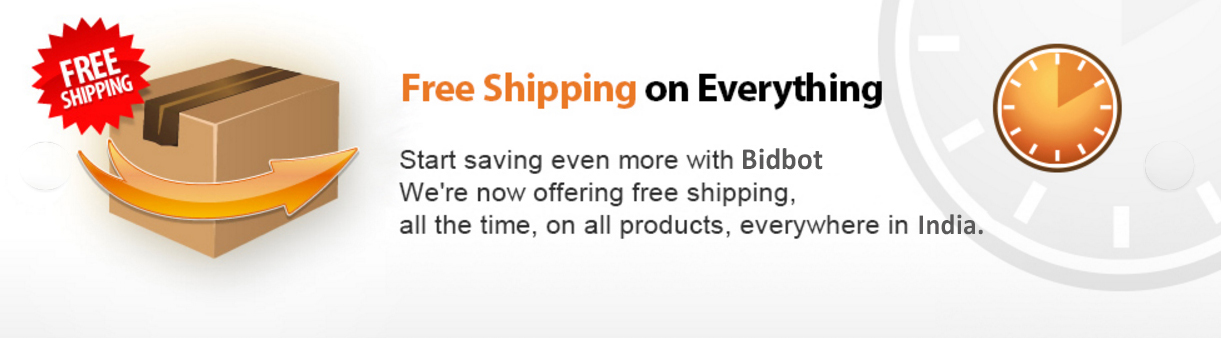 FREE
SHIPPING
Free Shipping on Everything
Start saving even more with Bidbot
We're now offering free shipping,
all the time, on all products, everywhere in India.